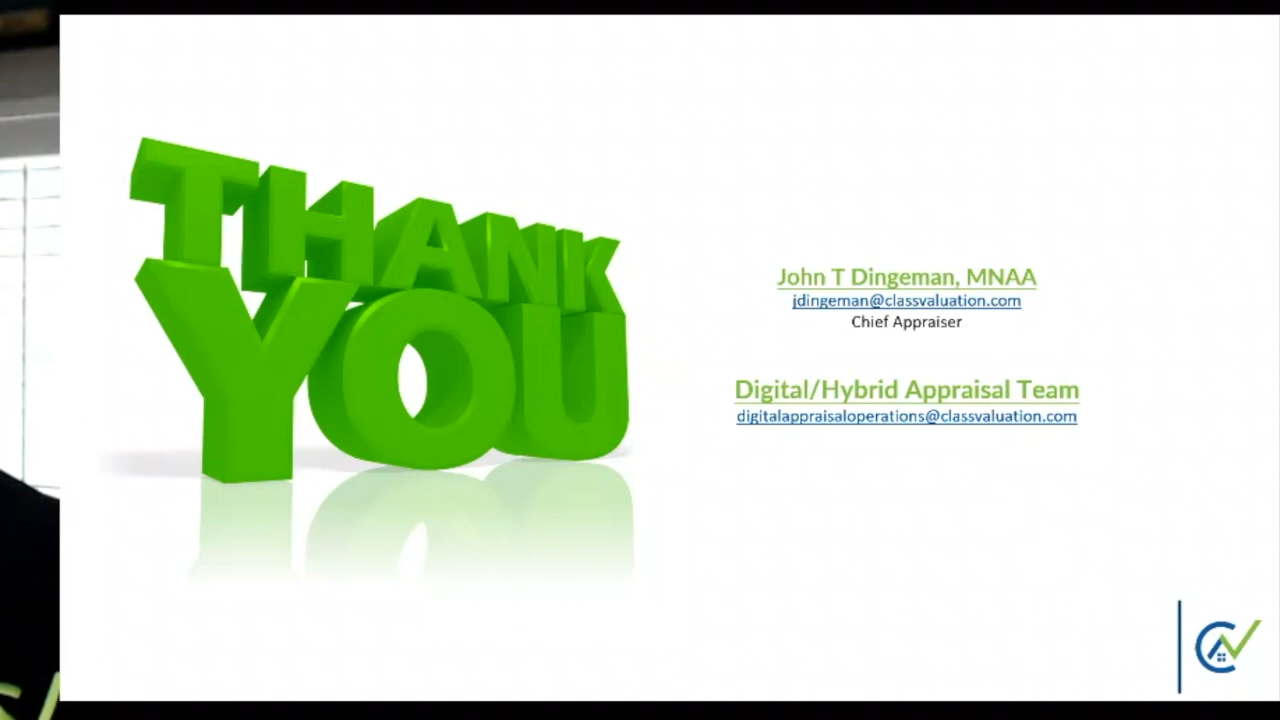 THANK
YOU
John T Dingeman, MNAA
jdingeman@classvaluation.com
Chief Appraiser
Digital/Hybrid Appraisal Team
digitalappraisaloperations@classvaluation.com